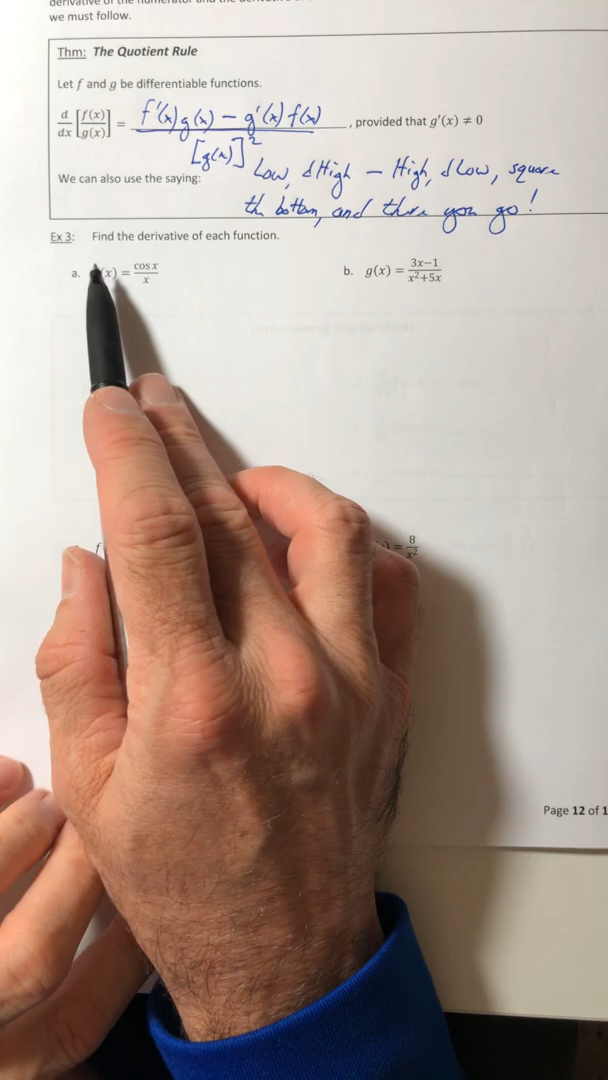 we must follow.
Thm: The Quotient Rule
Let f and g be differentiable functions.
d/dx [f(x)/g(x)] = f'(x)g(x) − g'(x)f(x) / [g(x)]² , provided that g'(x) ≠ 0
We can also use the saying: Low, dHigh − High, dLow, square
the bottom, and there you go!
Ex 3: Find the derivative of each function.
a. (x) = cos x / x b. g(x) = 3x−1 / x²+5x
f ) = 8 / x²
Page 12 of 1